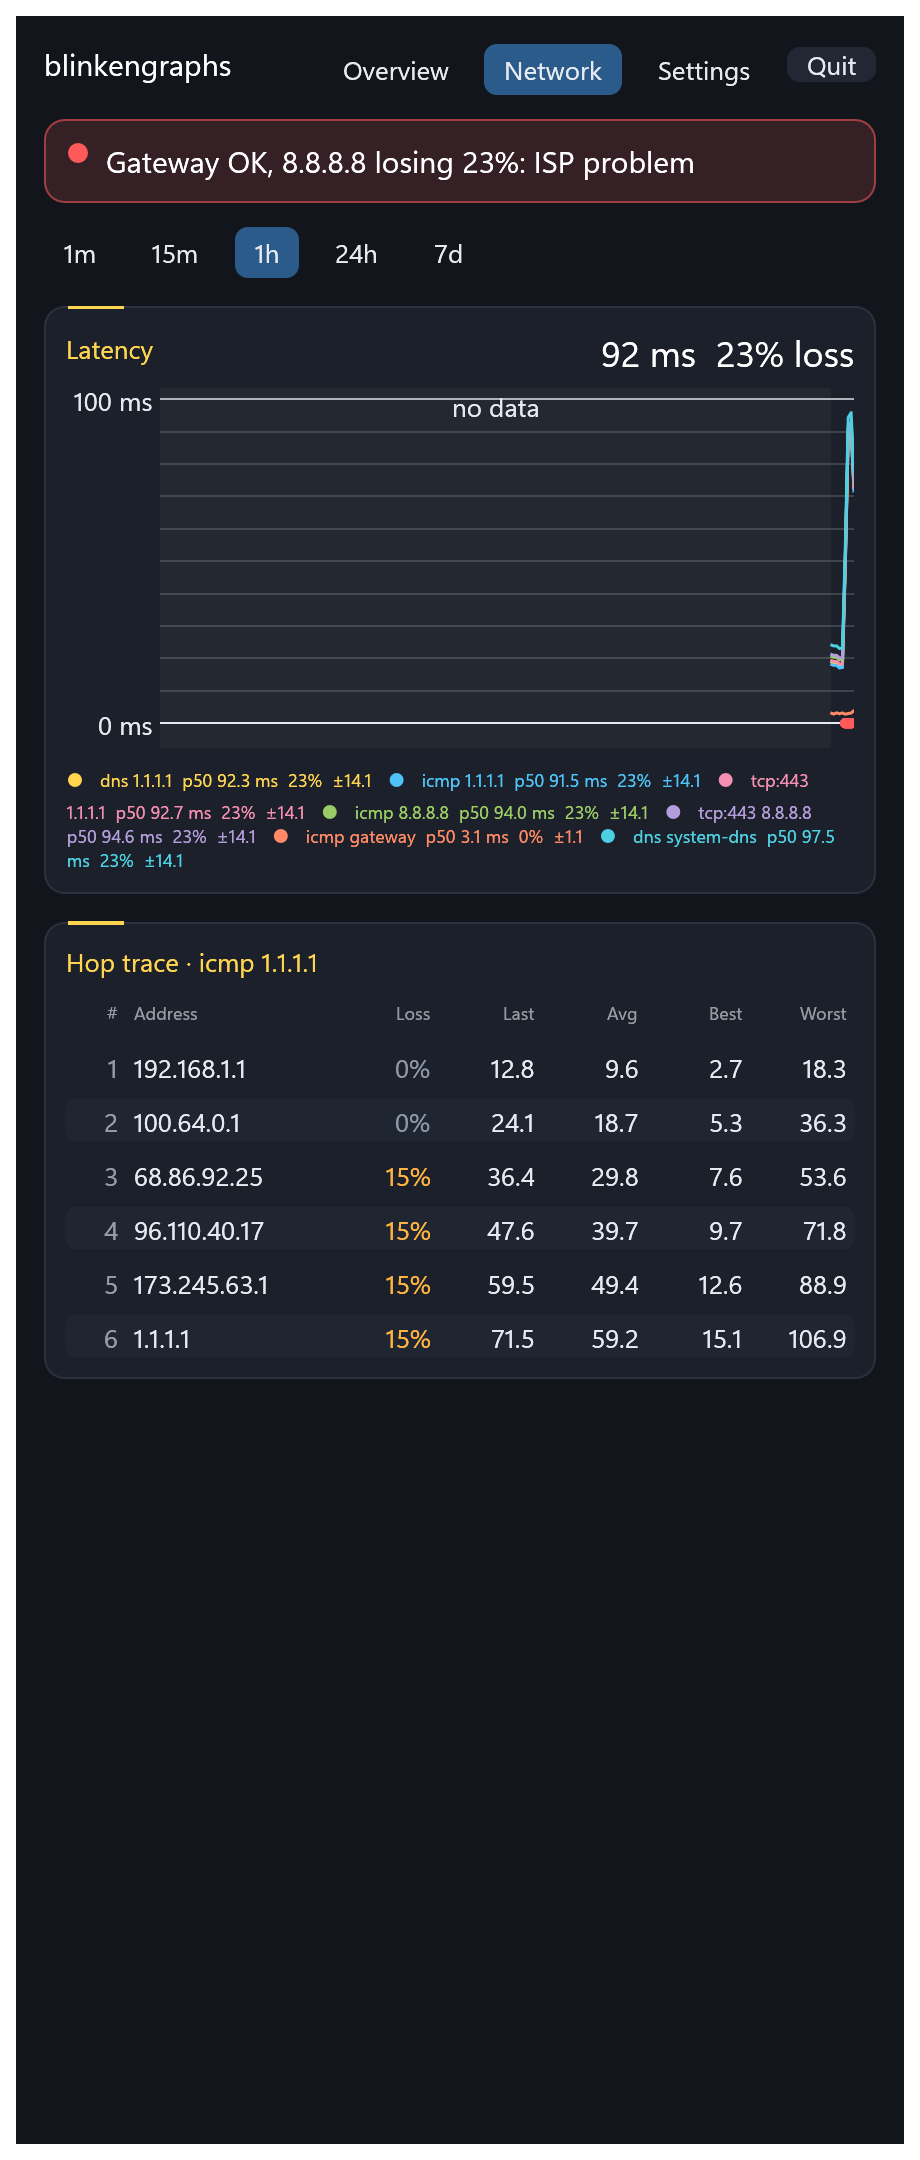 blinkengraphs Overview Network Settings Quit
Gateway OK, 8.8.8.8 losing 23%: ISP problem
1m 15m 1h 24h 7d
Latency 92 ms 23% loss
100 ms
no data
0 ms
dns 1.1.1.1 p50 92.3 ms 23% ±14.1 icmp 1.1.1.1 p50 91.5 ms 23% ±14.1 tcp:443
1.1.1.1 p50 92.7 ms 23% ±14.1 icmp 8.8.8.8 p50 94.0 ms 23% ±14.1 tcp:443 8.8.8.8
p50 94.6 ms 23% ±14.1 icmp gateway p50 3.1 ms 0% ±1.1 dns system-dns p50 97.5
ms 23% ±14.1
Hop trace · icmp 1.1.1.1
# Address Loss Last Avg Best Worst
1 192.168.1.1 0% 12.8 9.6 2.7 18.3
2 100.64.0.1 0% 24.1 18.7 5.3 36.3
3 68.86.92.25 15% 36.4 29.8 7.6 53.6
4 96.110.40.17 15% 47.6 39.7 9.7 71.8
5 173.245.63.1 15% 59.5 49.4 12.6 88.9
6 1.1.1.1 15% 71.5 59.2 15.1 106.9